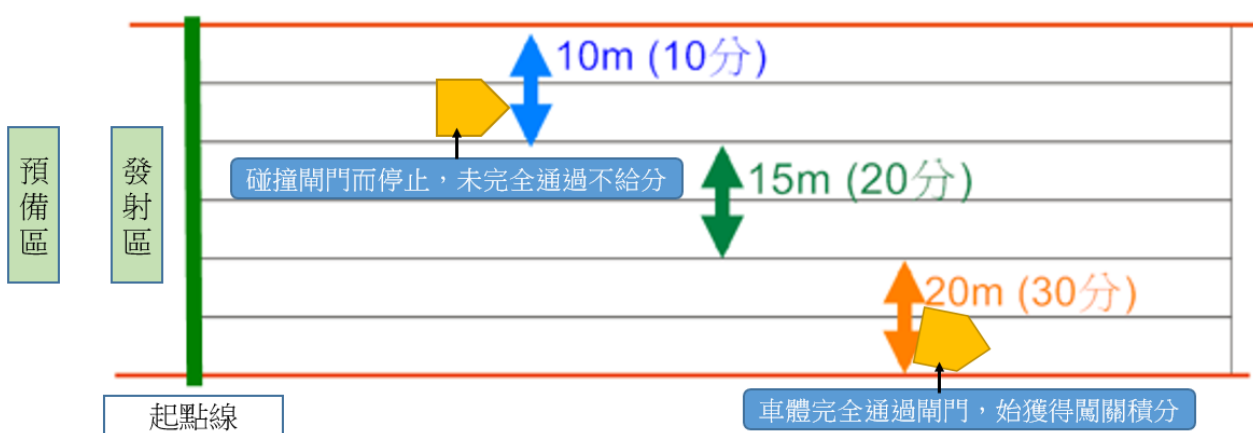 10m (10分)
預備區
發射區
碰撞閘門而停止，未完全通過不給分
15m (20分)
20m (30分)
車體完全通過閘門，始獲得闖關積分
起點線